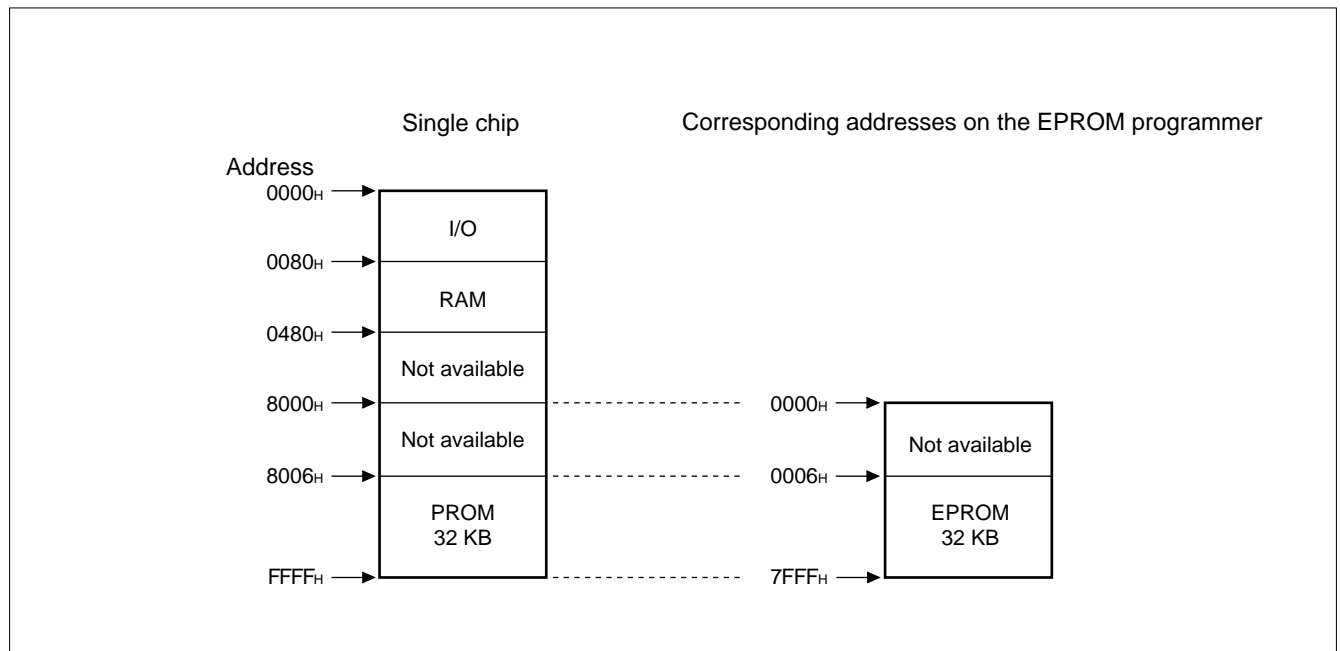 Single chip
Corresponding addresses on the EPROM programmer
Address
0000H
I/O
0080H
RAM
0480H
Not available
8000H
0000H
Not available
Not available
8006H
0006H
PROM
32 KB
EPROM
32 KB
FFFFH
7FFFH